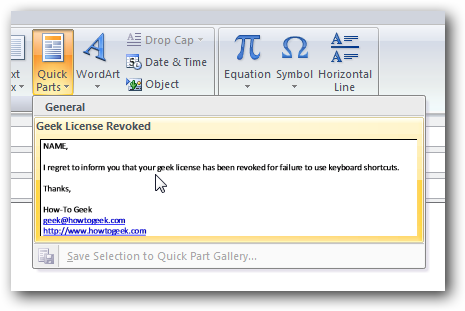 Quick Parts
WordArt
Drop Cap
Date & Time
Object
Equation
Symbol
Horizontal Line
General
Geek License Revoked
NAME,
I regret to inform you that your geek license has been revoked for failure to use keyboard shortcuts.
Thanks,
How-To Geek
geek@howtogeek.com
http://www.howtogeek.com
Save Selection to Quick Part Gallery...